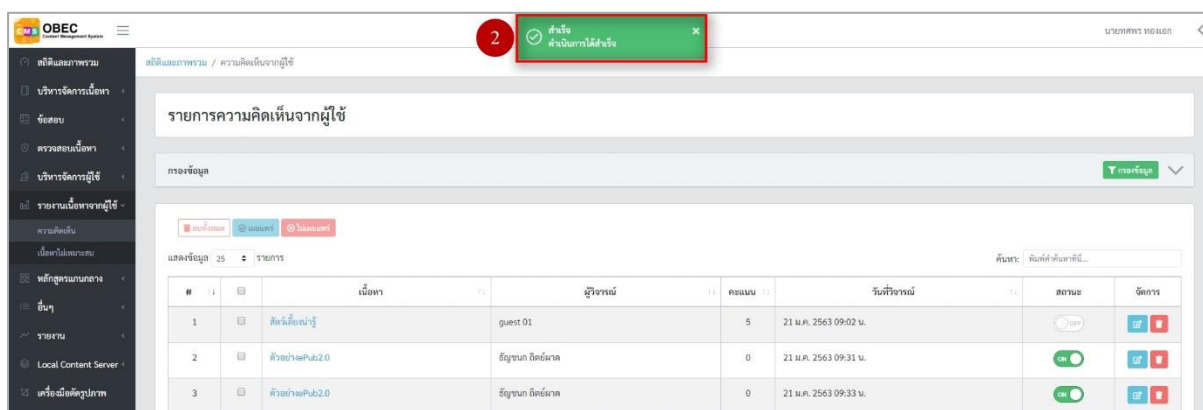 CMS OBEC
Content Management System
2
สำเร็จ
ดำเนินการได้สำเร็จ
×
นายทศพร ทองเอก
สถิติและภาพรวม
บริหารจัดการเนื้อหา
ข้อสอบ
ตรวจสอบเนื้อหา
บริหารจัดการผู้ใช้
รายงานเนื้อหาจากผู้ใช้
ความคิดเห็น
เนื้อหาไม่เหมาะสม
หลักสูตรแกนกลาง
อื่นๆ
รายงาน
Local Content Server
เครื่องมือตัดรูปภาพ
สถิติและภาพรวม / ความคิดเห็นจากผู้ใช้
รายการความคิดเห็นจากผู้ใช้
กรองข้อมูล กรองข้อมูล
ลบทั้งหมด เผยแพร่ ไม่เผยแพร่
แสดงข้อมูล 25 รายการ ค้นหา: พิมพ์คำค้นหาที่นี่...
# เนื้อหา ผู้วิจารณ์ คะแนน วันที่วิจารณ์ สถานะ จัดการ
1 สัตว์เลี้ยงน่ารู้ guest 01 5 21 ม.ค. 2563 09:02 น. OFF
2 ตัวอย่างePub2.0 ธัญชนก ทิตย์ผาด 0 21 ม.ค. 2563 09:31 น. ON
3 ตัวอย่างePub2.0 ธัญชนก ทิตย์ผาด 0 21 ม.ค. 2563 09:33 น. ON